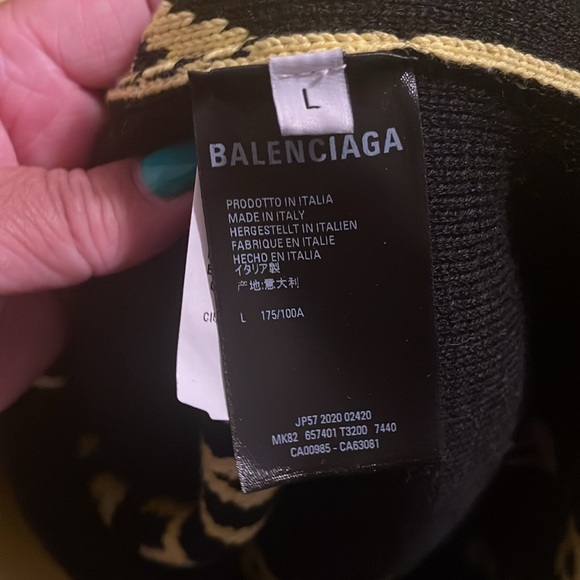 L
BALENCIAGA
PRODOTTO IN ITALIA
MADE IN ITALY
HERGESTELLT IN ITALIEN
FABRIQUE EN ITALIE
HECHO EN ITALIA
イタリア製
产地:意大利
L 175/100A
JP57 2020 02420
MK82 657401 T3200 7440
CA00985 - CA63081